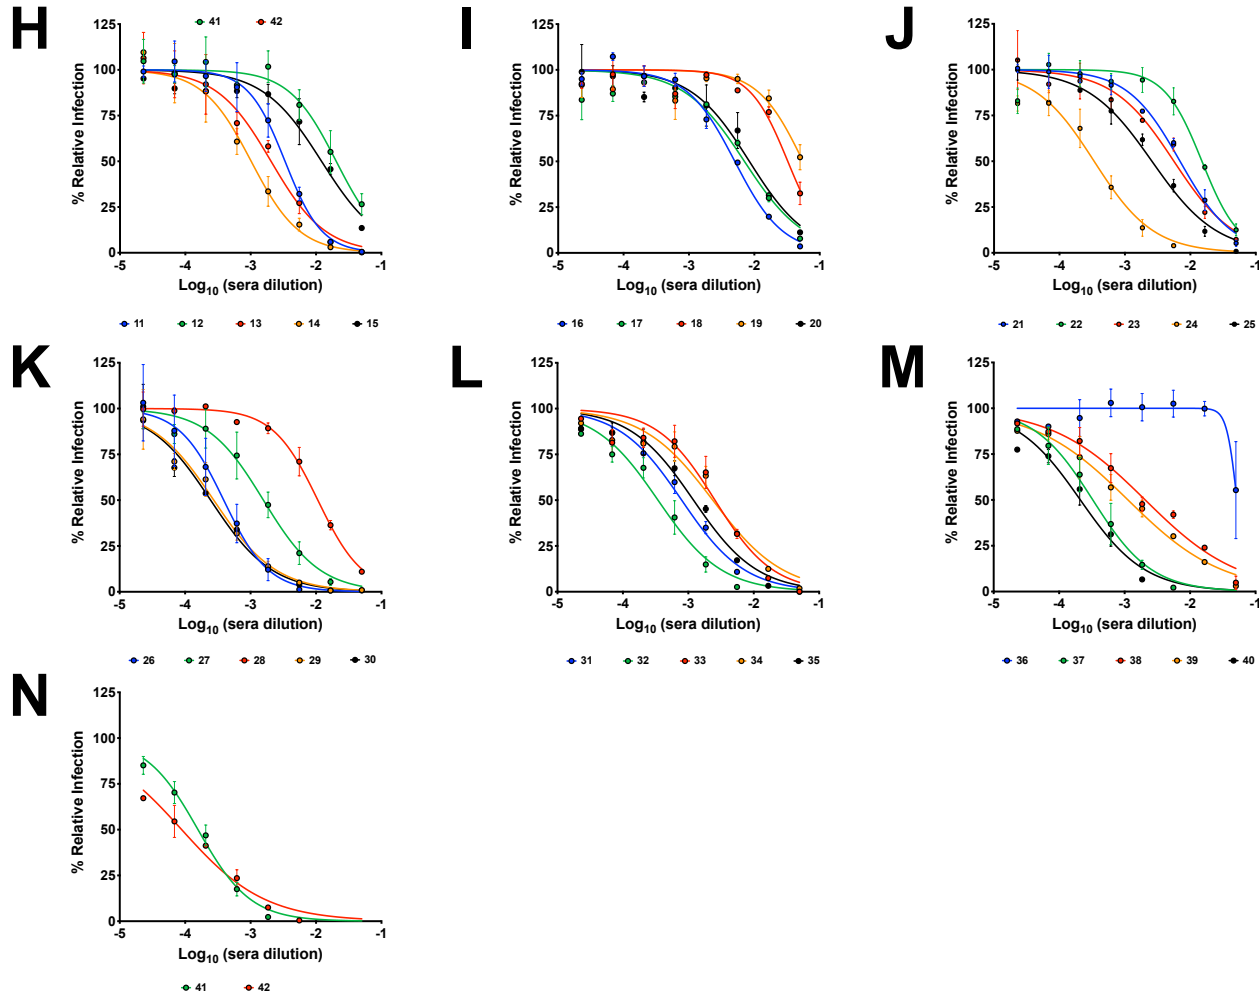 H
I
J
41 42
125
100
75
50
25
0
% Relative Infection
-5 -4 -3 -2 -1
Log10 (sera dilution)
11 12 13 14 15
125
100
75
50
25
0
% Relative Infection
-5 -4 -3 -2 -1
Log10 (sera dilution)
16 17 18 19 20
125
100
75
50
25
0
% Relative Infection
-5 -4 -3 -2 -1
Log10 (sera dilution)
21 22 23 24 25
K
125
100
75
50
25
0
% Relative Infection
-5 -4 -3 -2 -1
Log10 (sera dilution)
26 27 28 29 30
L
125
100
75
50
25
0
% Relative Infection
-5 -4 -3 -2 -1
Log10 (sera dilution)
31 32 33 34 35
M
125
100
75
50
25
0
% Relative Infection
-5 -4 -3 -2 -1
Log10 (sera dilution)
36 37 38 39 40
N
125
100
75
50
25
0
% Relative Infection
-5 -4 -3 -2 -1
Log10 (sera dilution)
41 42